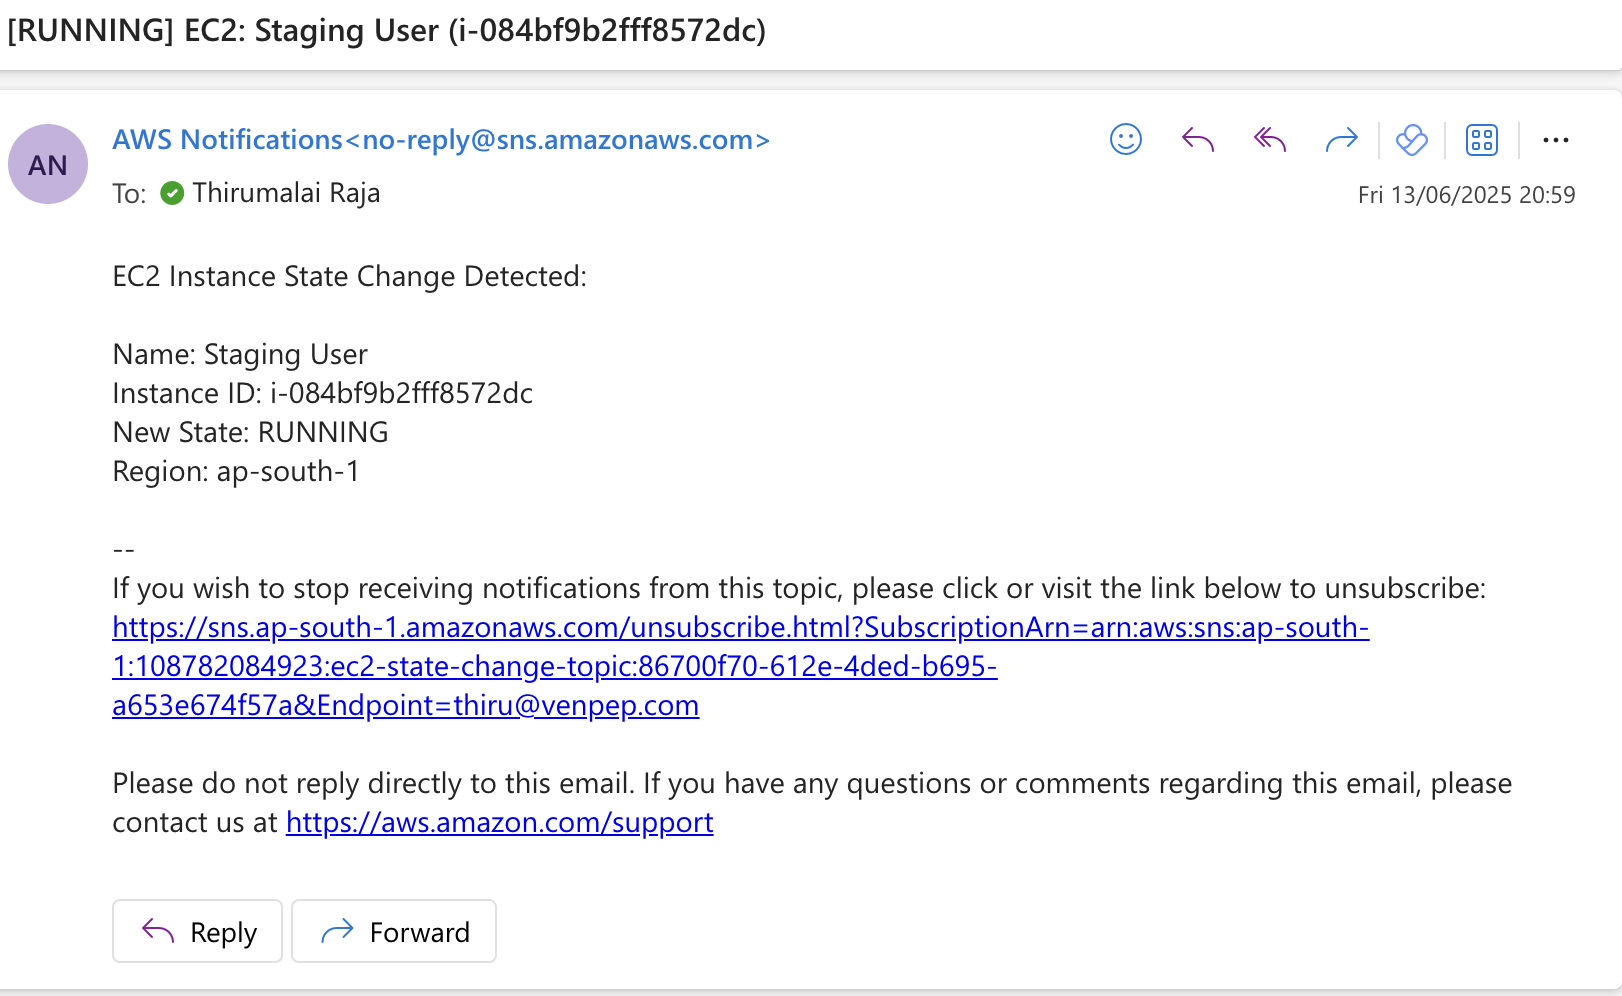 [RUNNING] EC2: Staging User (i-084bf9b2fff8572dc)
AN
AWS Notifications<no-reply@sns.amazonaws.com>
To: Thirumalai Raja
Fri 13/06/2025 20:59
EC2 Instance State Change Detected:
Name: Staging User
Instance ID: i-084bf9b2fff8572dc
New State: RUNNING
Region: ap-south-1
--
If you wish to stop receiving notifications from this topic, please click or visit the link below to unsubscribe:
https://sns.ap-south-1.amazonaws.com/unsubscribe.html?SubscriptionArn=arn:aws:sns:ap-south-
1:108782084923:ec2-state-change-topic:86700f70-612e-4ded-b695-
a653e674f57a&Endpoint=thiru@venpep.com
Please do not reply directly to this email. If you have any questions or comments regarding this email, please
contact us at https://aws.amazon.com/support
Reply
Forward